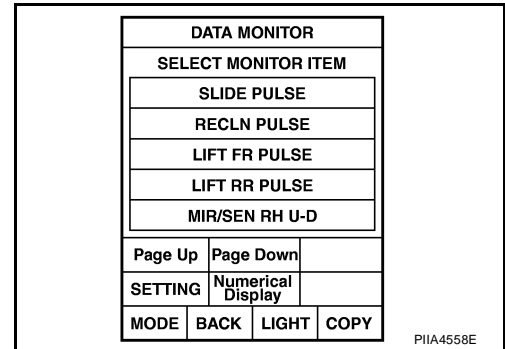 DATA MONITOR
SELECT MONITOR ITEM
SLIDE PULSE
RECLN PULSE
LIFT FR PULSE
LIFT RR PULSE
MIR/SEN RH U-D
Page Up Page Down
SETTING Numerical
Display
MODE BACK LIGHT COPY
PIIA4558E